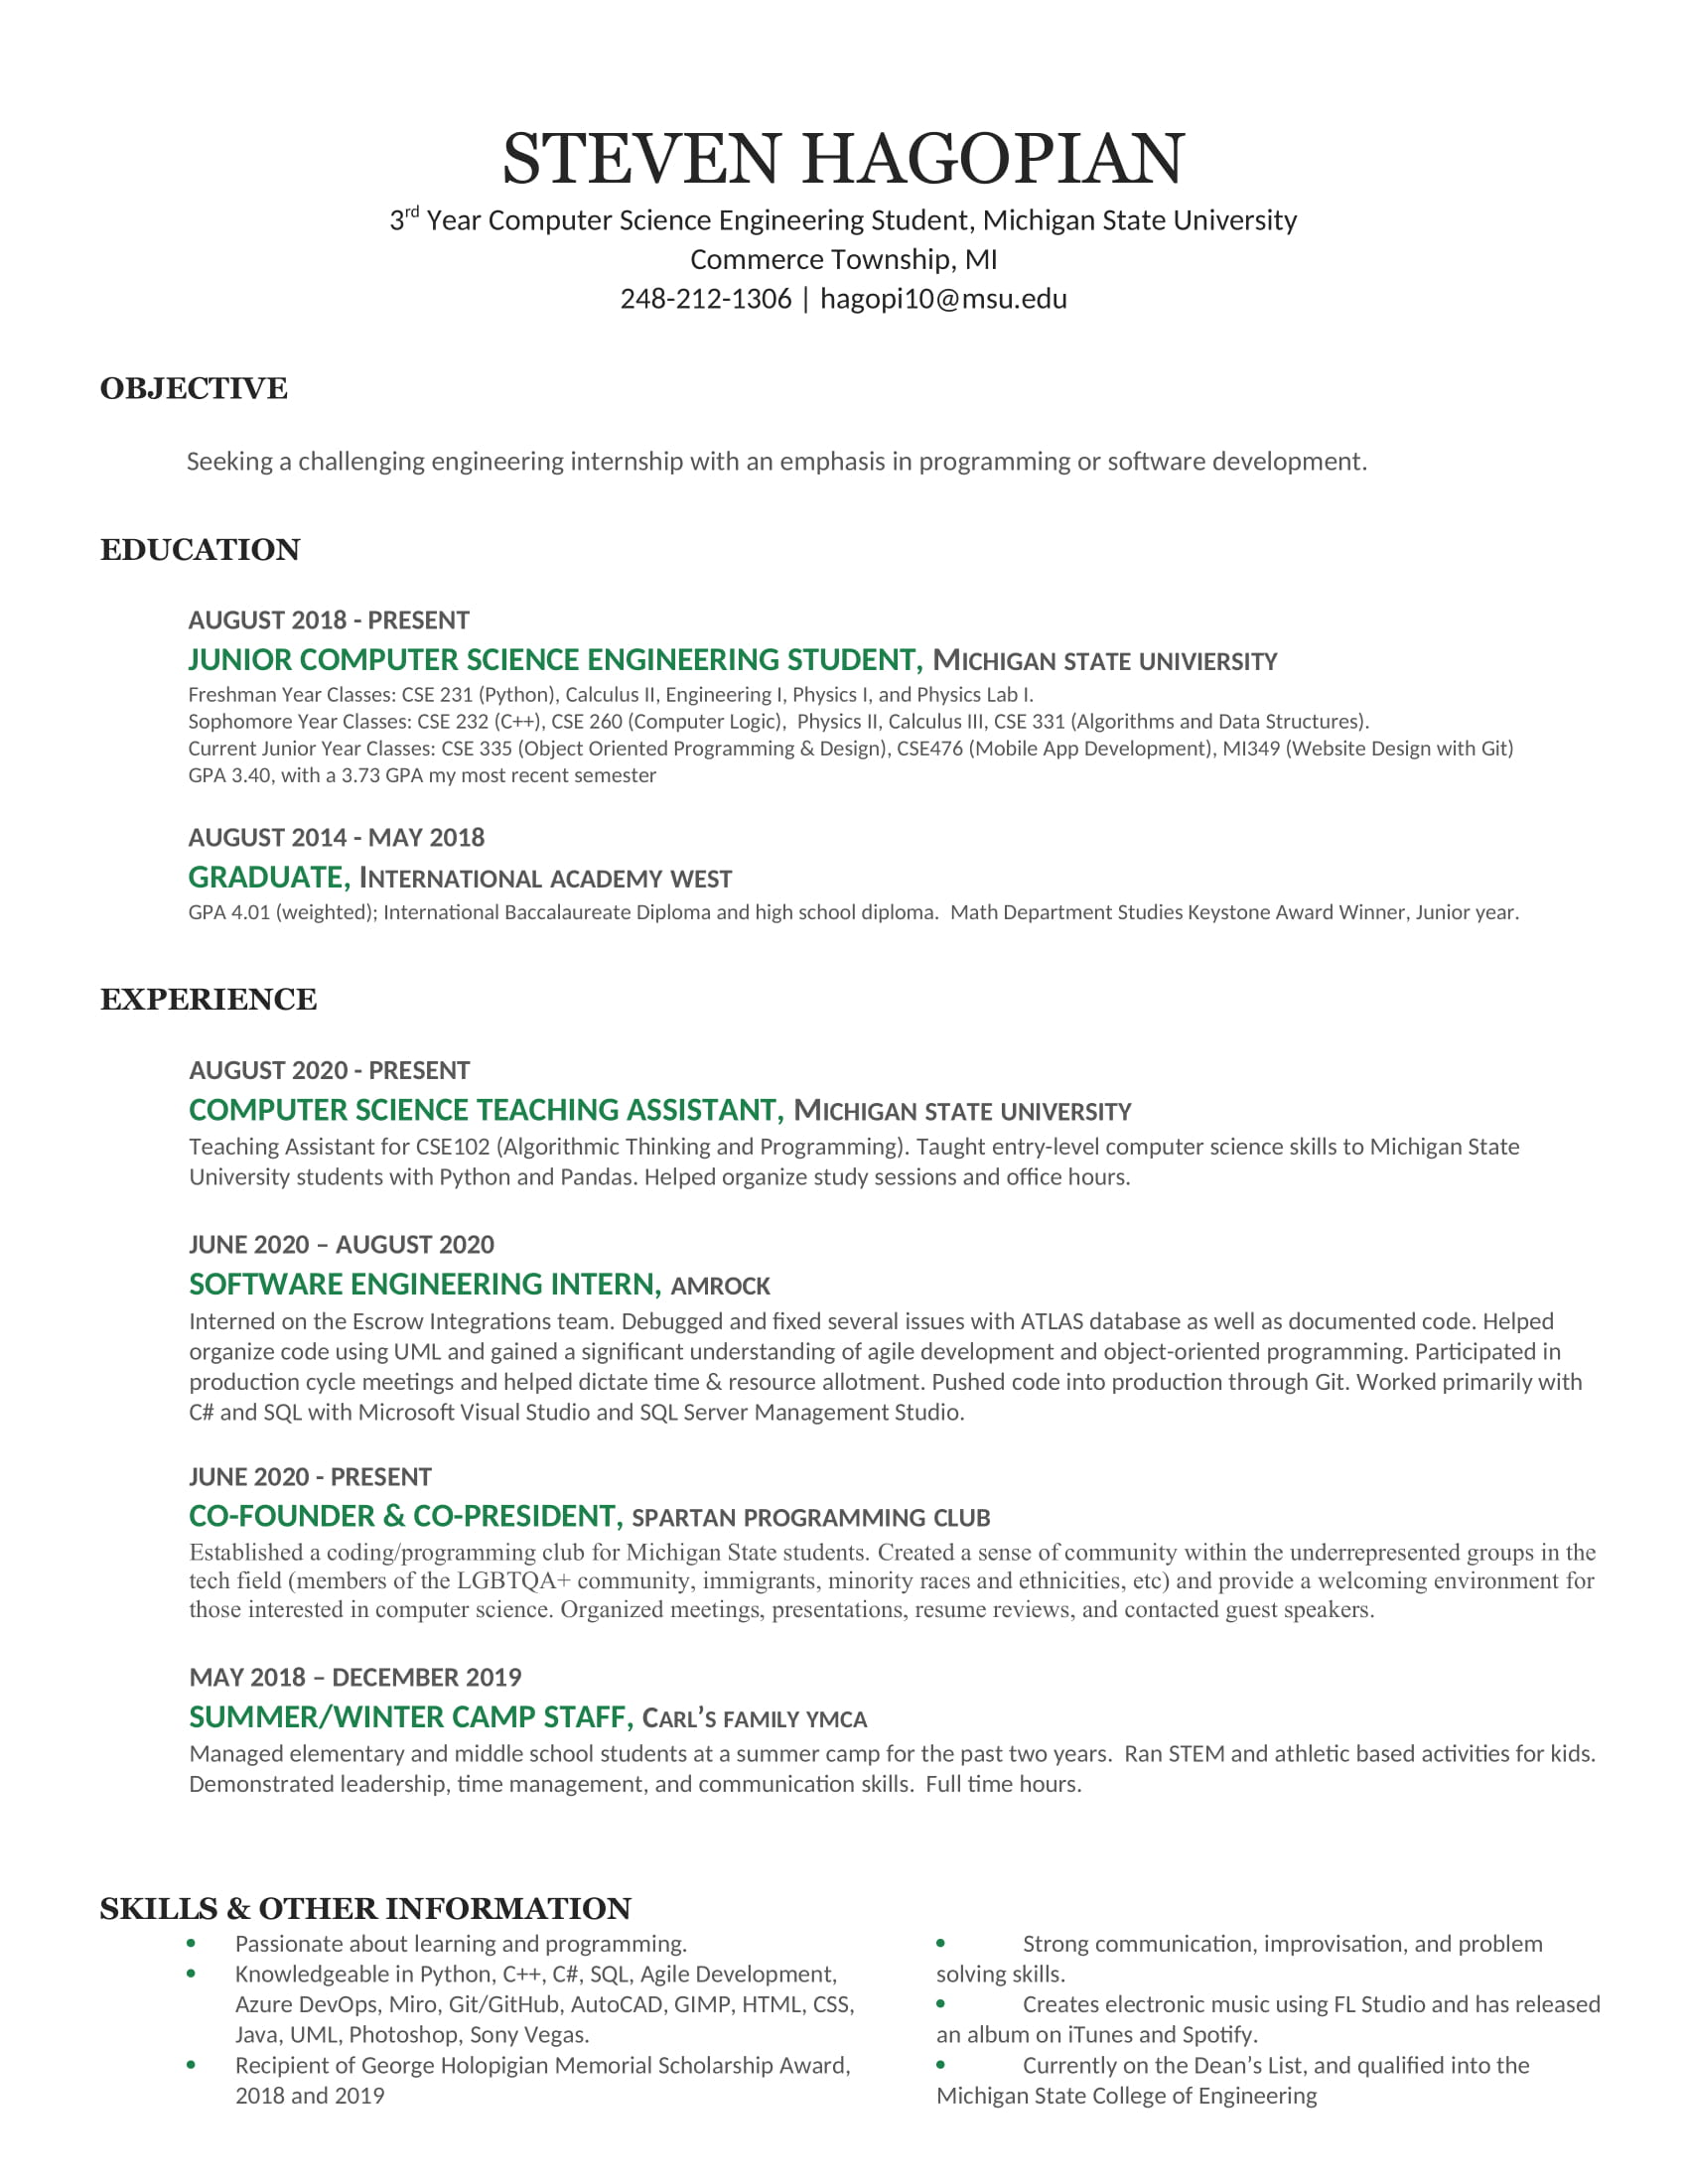 STEVEN HAGOPIAN
3rd Year Computer Science Engineering Student, Michigan State University
Commerce Township, MI
248-212-1306 | hagopi10@msu.edu
OBJECTIVE
Seeking a challenging engineering internship with an emphasis in programming or software development.
EDUCATION
AUGUST 2018 - PRESENT
JUNIOR COMPUTER SCIENCE ENGINEERING STUDENT, MICHIGAN STATE UNIVIERSITY
Freshman Year Classes: CSE 231 (Python), Calculus II, Engineering I, Physics I, and Physics Lab I.
Sophomore Year Classes: CSE 232 (C++), CSE 260 (Computer Logic),  Physics II, Calculus III, CSE 331 (Algorithms and Data Structures).
Current Junior Year Classes: CSE 335 (Object Oriented Programming & Design), CSE476 (Mobile App Development), MI349 (Website Design with Git)
GPA 3.40, with a 3.73 GPA my most recent semester
AUGUST 2014 - MAY 2018
GRADUATE, INTERNATIONAL ACADEMY WEST
GPA 4.01 (weighted); International Baccalaureate Diploma and high school diploma.  Math Department Studies Keystone Award Winner, Junior year.
EXPERIENCE
AUGUST 2020 - PRESENT
COMPUTER SCIENCE TEACHING ASSISTANT, MICHIGAN STATE UNIVERSITY
Teaching Assistant for CSE102 (Algorithmic Thinking and Programming). Taught entry-level computer science skills to Michigan State
University students with Python and Pandas. Helped organize study sessions and office hours.
JUNE 2020 – AUGUST 2020
SOFTWARE ENGINEERING INTERN, AMROCK
Interned on the Escrow Integrations team. Debugged and fixed several issues with ATLAS database as well as documented code. Helped
organize code using UML and gained a significant understanding of agile development and object-oriented programming. Participated in
production cycle meetings and helped dictate time & resource allotment. Pushed code into production through Git. Worked primarily with
C# and SQL with Microsoft Visual Studio and SQL Server Management Studio.
JUNE 2020 - PRESENT
CO-FOUNDER & CO-PRESIDENT, SPARTAN PROGRAMMING CLUB
Established a coding/programming club for Michigan State students. Created a sense of community within the underrepresented groups in the
tech field (members of the LGBTQA+ community, immigrants, minority races and ethnicities, etc) and provide a welcoming environment for
those interested in computer science. Organized meetings, presentations, resume reviews, and contacted guest speakers.
MAY 2018 – DECEMBER 2019
SUMMER/WINTER CAMP STAFF, CARL'S FAMILY YMCA
Managed elementary and middle school students at a summer camp for the past two years.  Ran STEM and athletic based activities for kids.
Demonstrated leadership, time management, and communication skills.  Full time hours.
SKILLS & OTHER INFORMATION
• Passionate about learning and programming.
• Knowledgeable in Python, C++, C#, SQL, Agile Development,
Azure DevOps, Miro, Git/GitHub, AutoCAD, GIMP, HTML, CSS,
Java, UML, Photoshop, Sony Vegas.
• Recipient of George Holopigian Memorial Scholarship Award,
2018 and 2019
• Strong communication, improvisation, and problem
solving skills.
• Creates electronic music using FL Studio and has released
an album on iTunes and Spotify.
• Currently on the Dean's List, and qualified into the
Michigan State College of Engineering